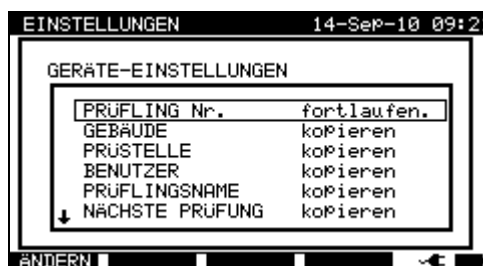 EINSTELLUNGEN 14-Sep-10 09:2
GERÄTE-EINSTELLUNGEN
PRÜFLING Nr. fortlaufen.
GEBÄUDE kopieren
PRÜSTELLE kopieren
BENUTZER kopieren
PRÜFLINGSNAME kopieren
NÄCHSTE PRÜFUNG kopieren
ÄNDERN